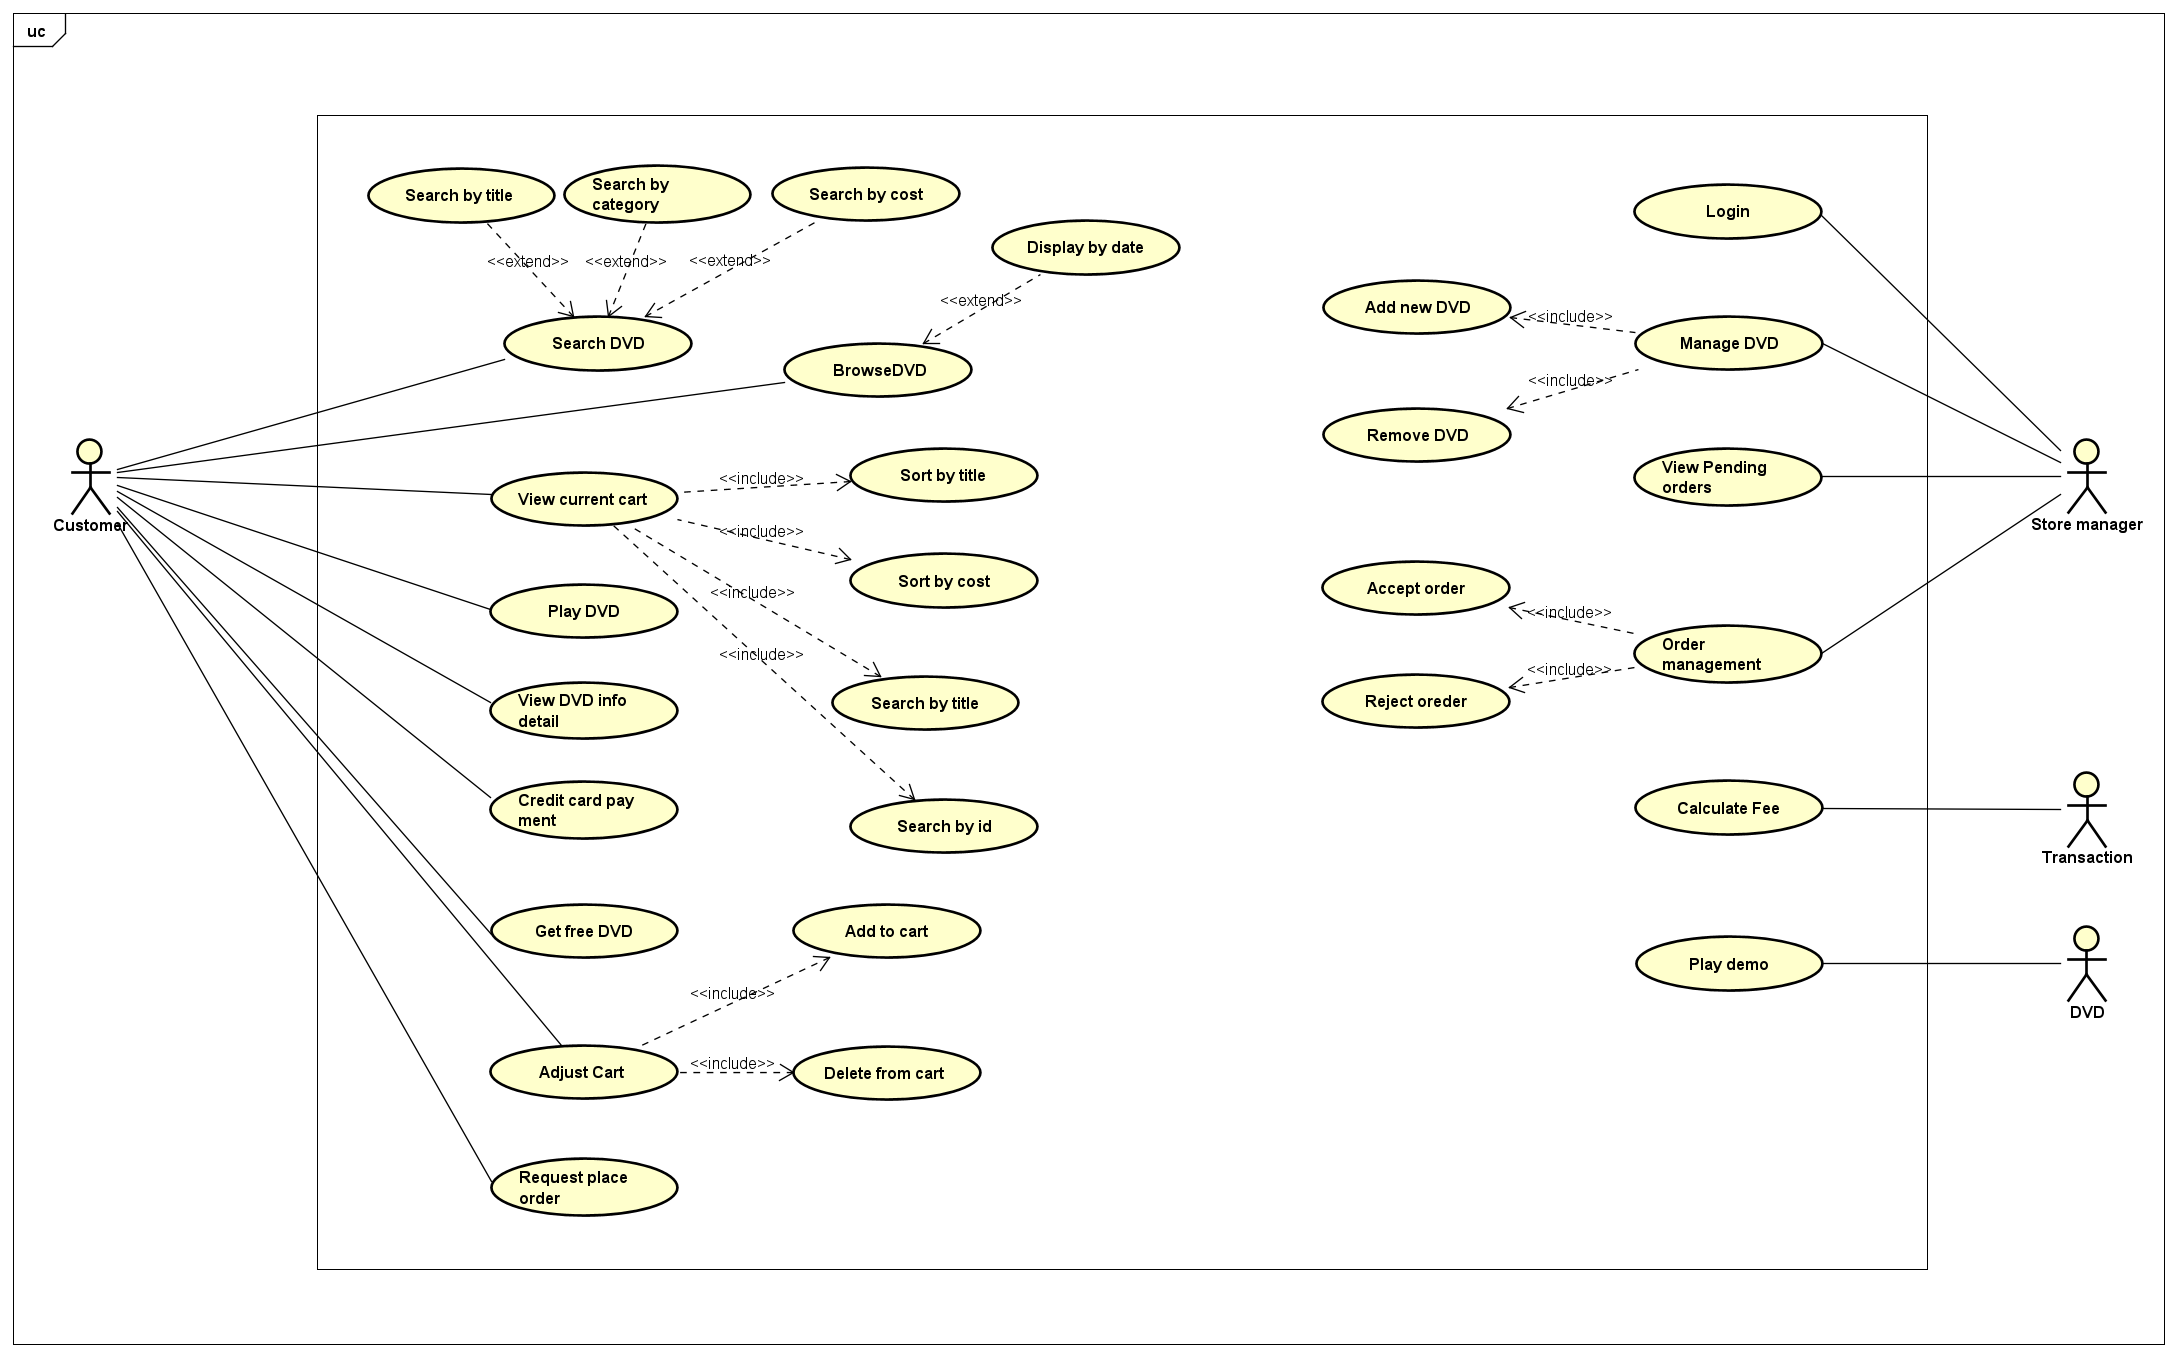 uc
Search by title
Search by
category
Search by cost
Display by date
<<extend>>
<<extend>>
<<extend>>
<<extend>>
Search DVD
BrowseDVD
View current cart
<<include>>
Sort by title
<<include>>
Sort by cost
<<include>>
<<include>>
Search by title
Search by id
Customer
Play DVD
View DVD info
detail
Credit card pay
ment
Get free DVD
Add to cart
<<include>>
Adjust Cart
<<include>>
Delete from cart
Request place
order
Login
Add new DVD
<<include>>
Manage DVD
<<include>>
Remove DVD
View Pending
orders
Store manager
Accept order
<<include>>
Order
management
<<include>>
Reject oreder
Calculate Fee
Transaction
Play demo
DVD